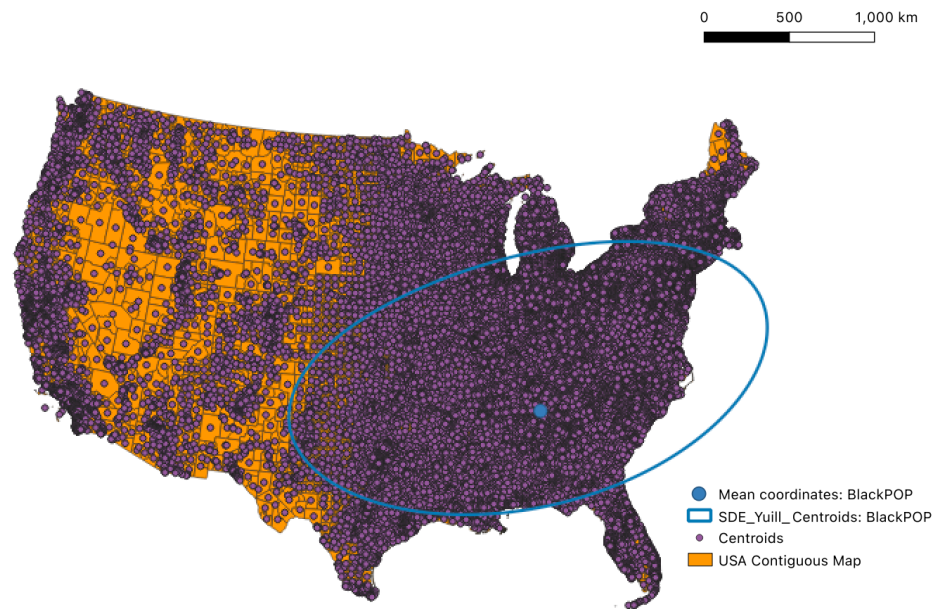 0 500 1,000 km
Mean coordinates: BlackPOP
SDE_Yuill_Centroids: BlackPOP
Centroids
USA Contiguous Map